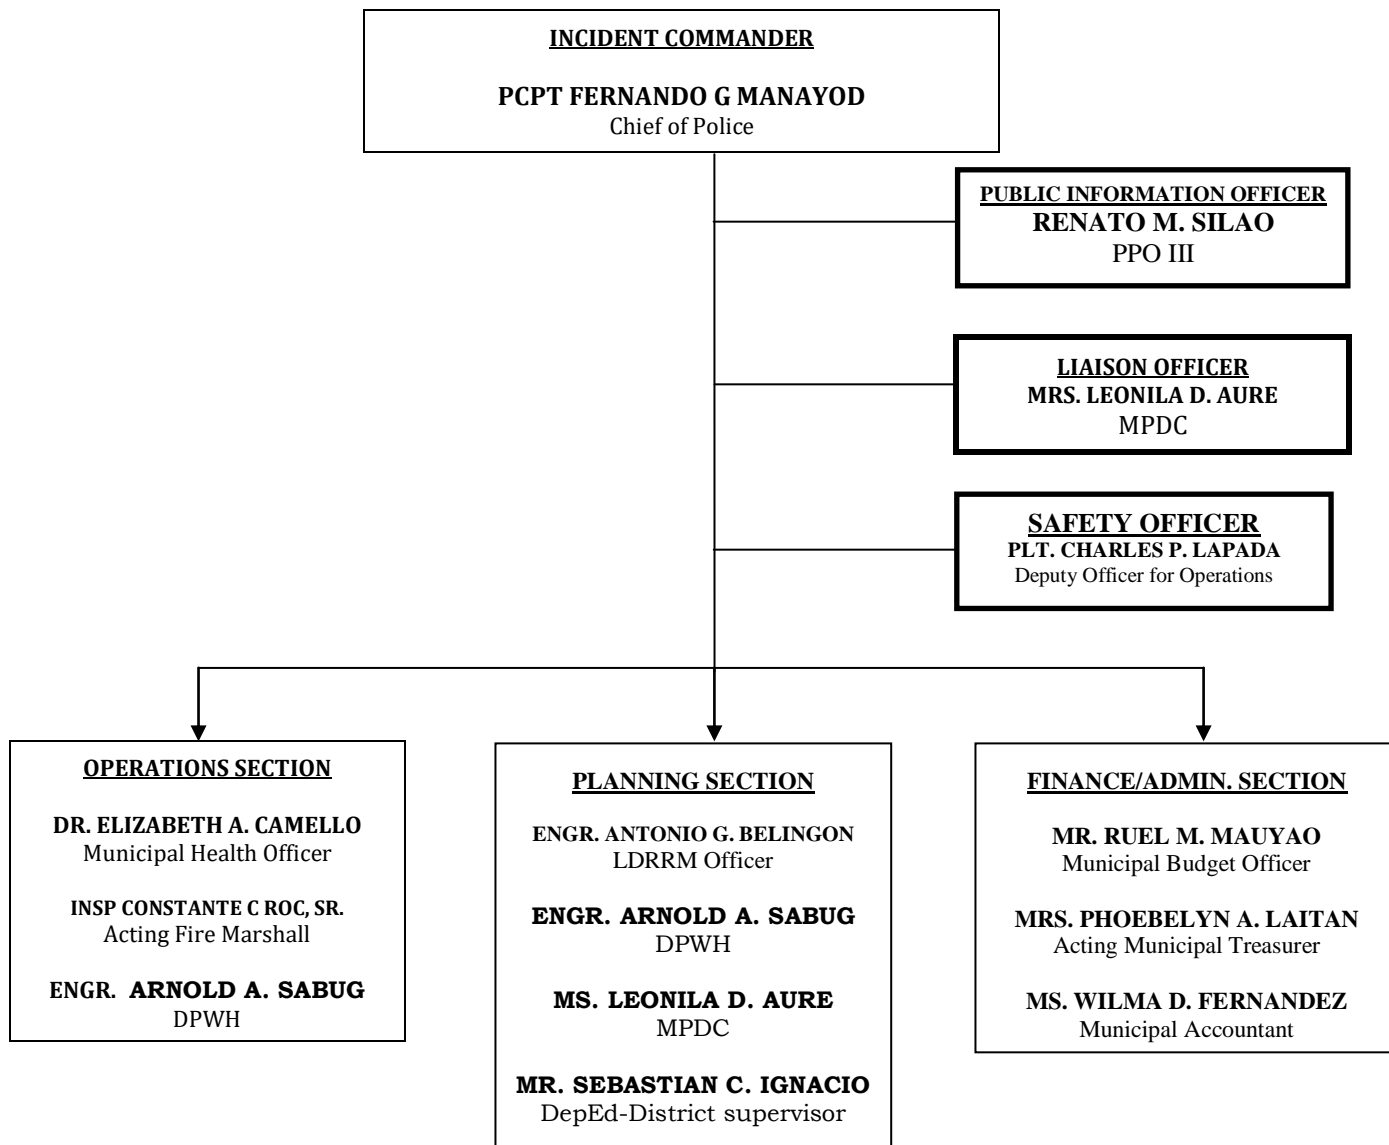 INCIDENT COMMANDER
PCPT FERNANDO G MANAYOD
Chief of Police
PUBLIC INFORMATION OFFICER
RENATO M. SILAO
PPO III
LIAISON OFFICER
MRS. LEONILA D. AURE
MPDC
SAFETY OFFICER
PLT. CHARLES P. LAPADA
Deputy Officer for Operations
OPERATIONS SECTION
DR. ELIZABETH A. CAMELLO
Municipal Health Officer
INSP CONSTANTE C ROC, SR.
Acting Fire Marshall
ENGR. ARNOLD A. SABUG
DPWH
PLANNING SECTION
ENGR. ANTONIO G. BELINGON
LDRRM Officer
ENGR. ARNOLD A. SABUG
DPWH
MS. LEONILA D. AURE
MPDC
MR. SEBASTIAN C. IGNACIO
DepEd-District supervisor
FINANCE/ADMIN. SECTION
MR. RUEL M. MAUYAO
Municipal Budget Officer
MRS. PHOEBELYN A. LAITAN
Acting Municipal Treasurer
MS. WILMA D. FERNANDEZ
Municipal Accountant